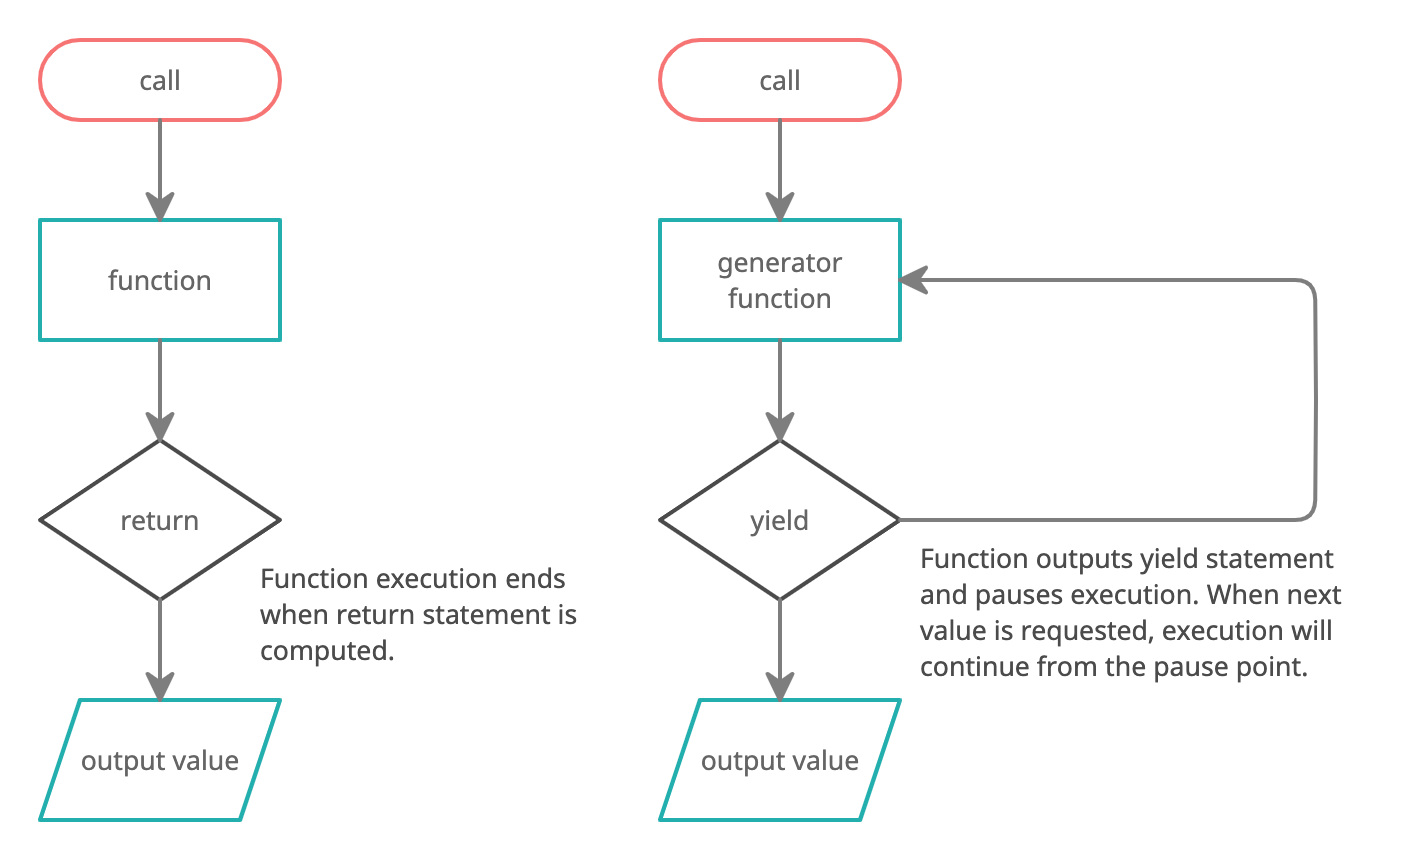 call
function
return
Function execution ends
when return statement is
computed.
output value
call
generator
function
yield
Function outputs yield statement
and pauses execution. When next
value is requested, execution will
continue from the pause point.
output value